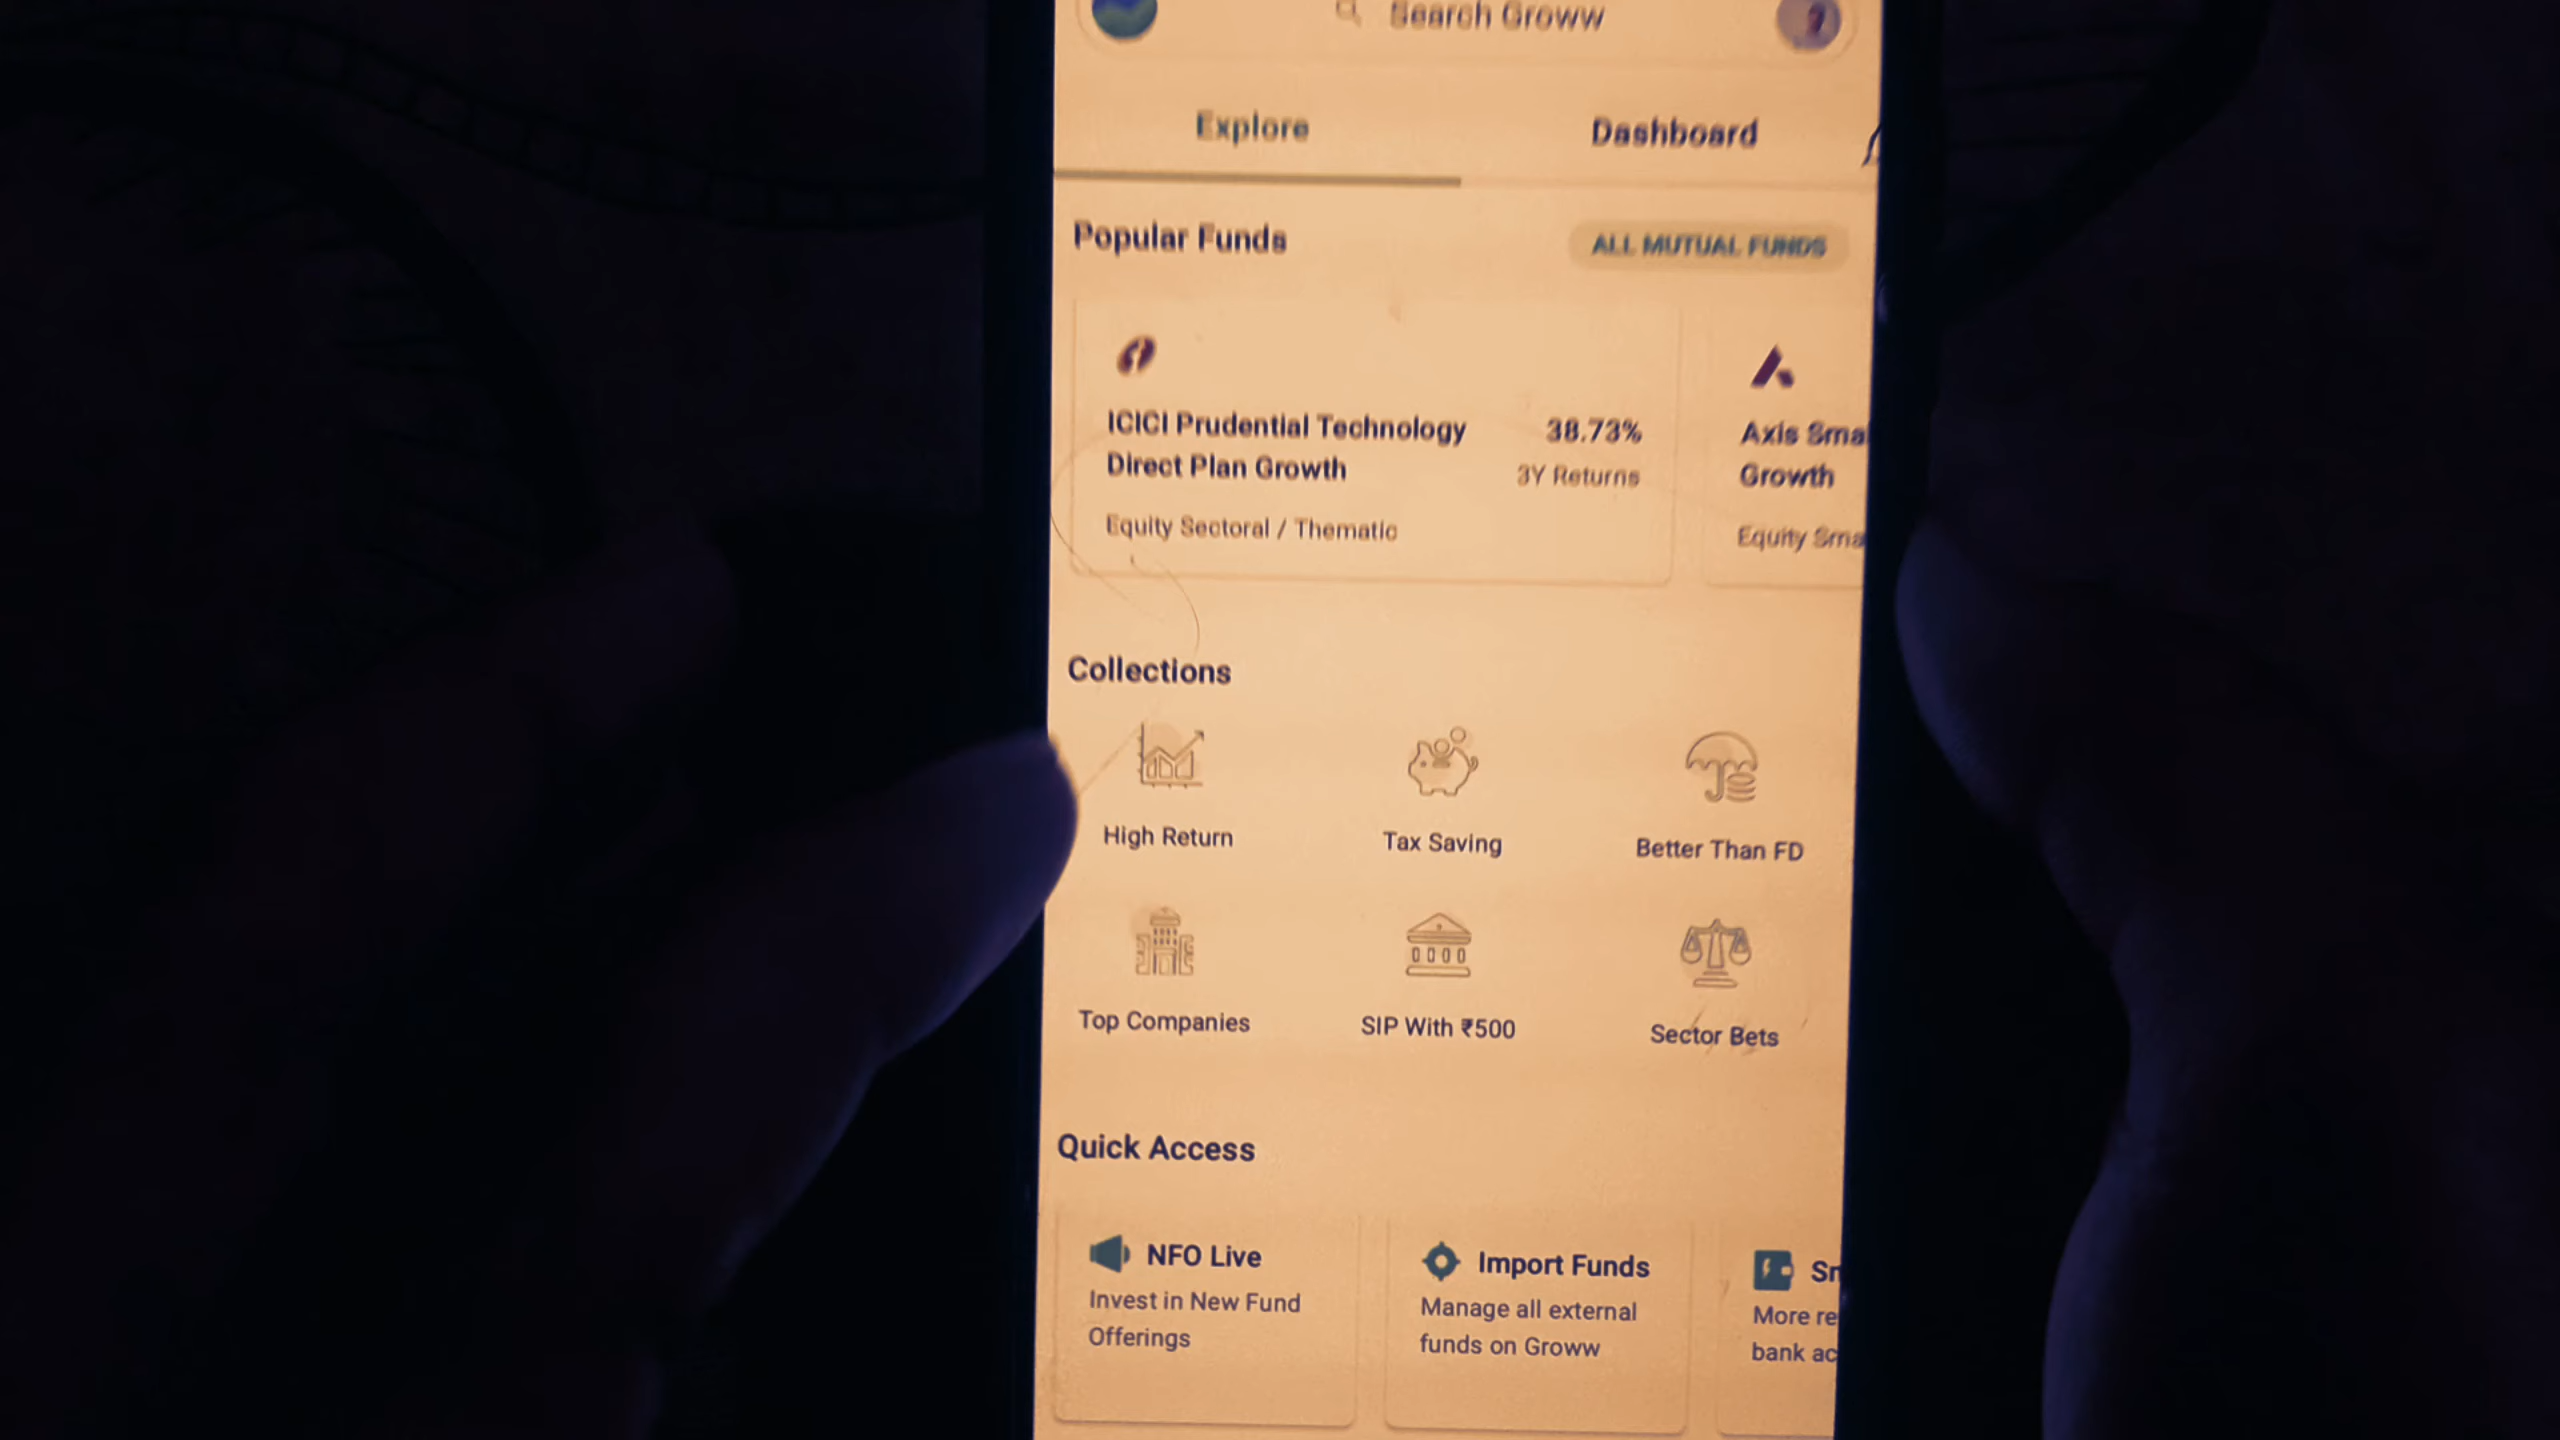 Search Groww
Explore
Dashboard
Popular Funds
ALL MUTUAL FUNDS
ICICI Prudential Technology
Direct Plan Growth
38.73%
3Y Returns
Equity Sectoral / Thematic
Axis Sma
Growth
Equity Sma
Collections
High Return
Tax Saving
Better Than FD
Top Companies
SIP With ₹500
Sector Bets
Quick Access
NFO Live
Invest in New Fund
Offerings
Import Funds
Manage all external
funds on Groww
Sm
More re
bank ac